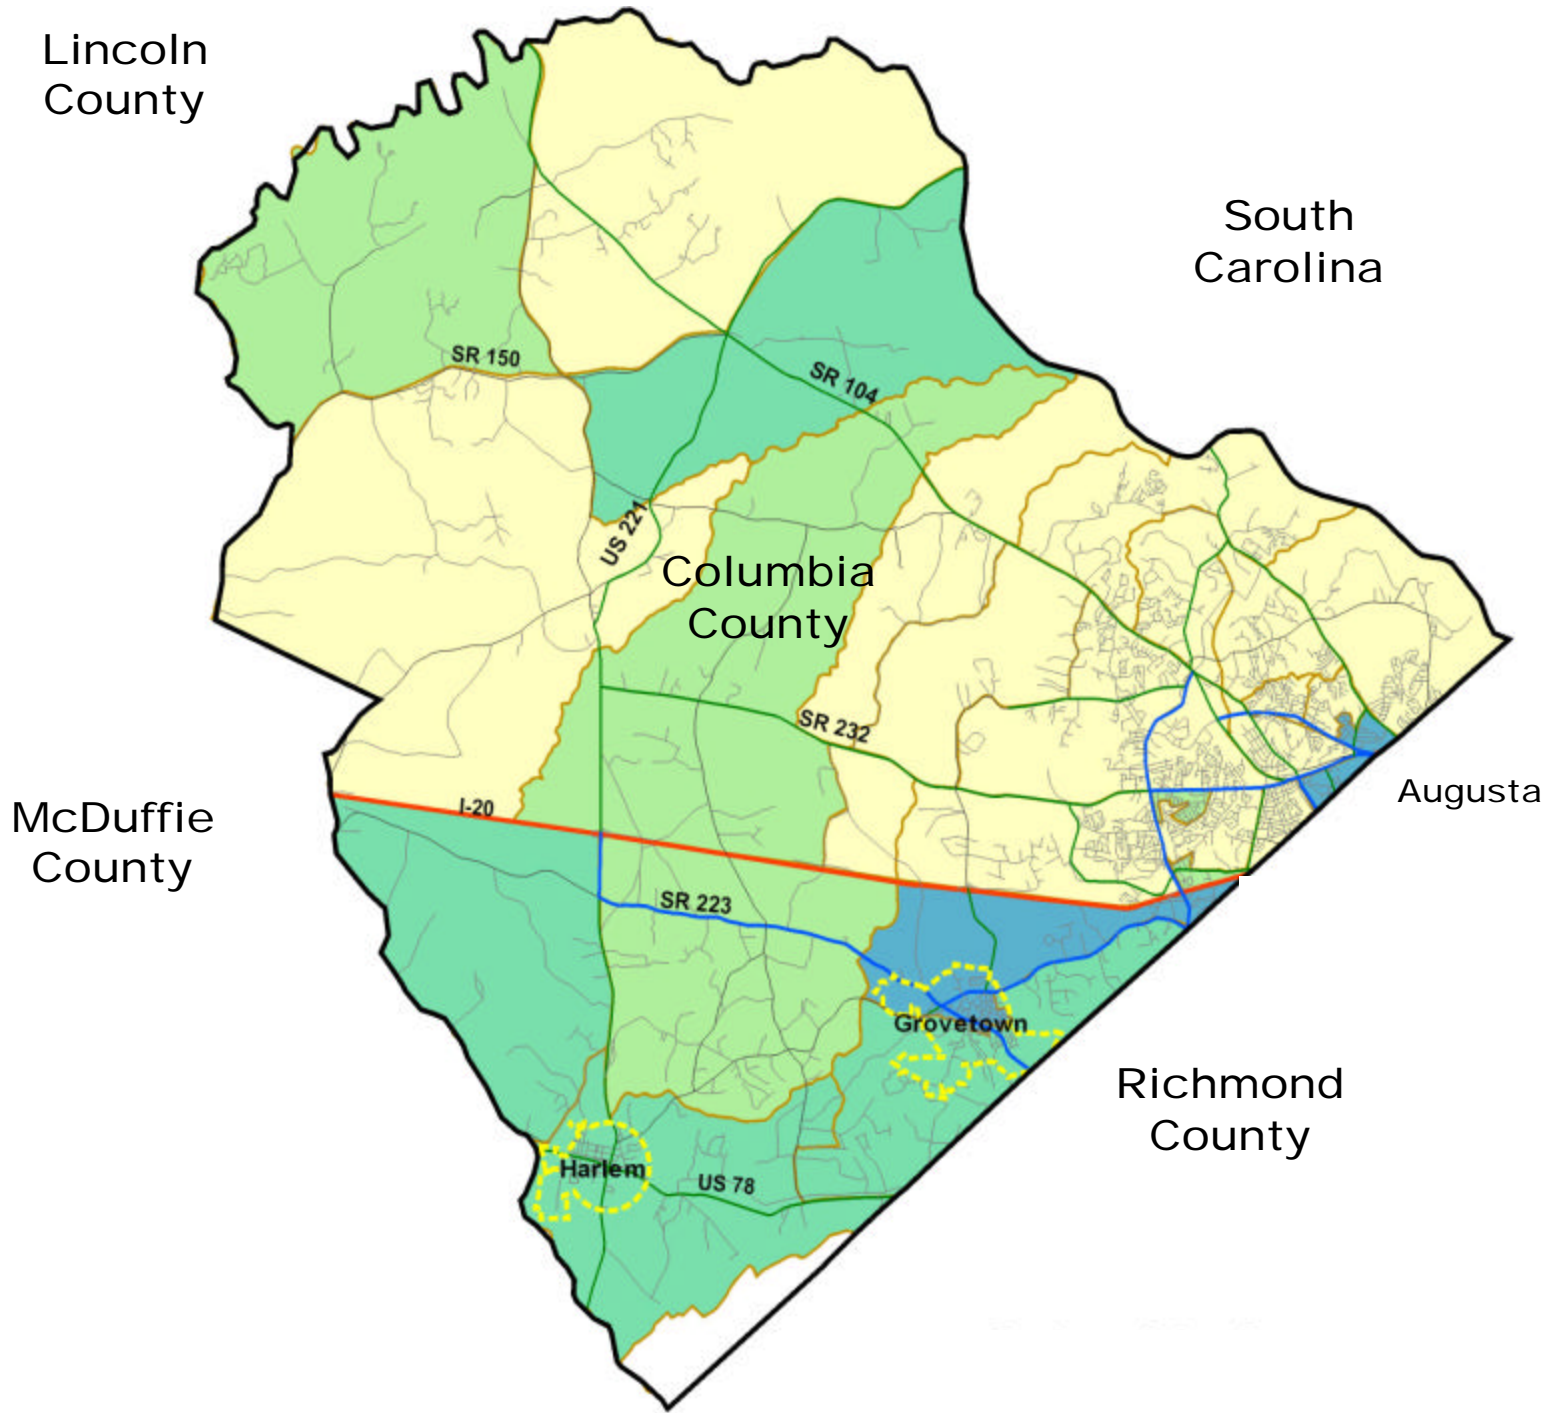 Lincoln
County
South
Carolina
SR 150
SR 104
US 221
Columbia
County
SR 232
I-20
Augusta
McDuffie
County
SR 223
Grovetown
Richmond
County
Harlem
US 78